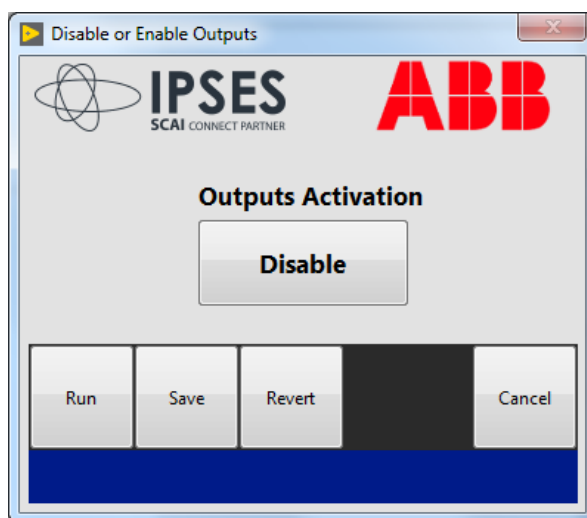 Disable or Enable Outputs
IPSES
SCAI CONNECT PARTNER
ABB
Outputs Activation
Disable
Run
Save
Revert
Cancel